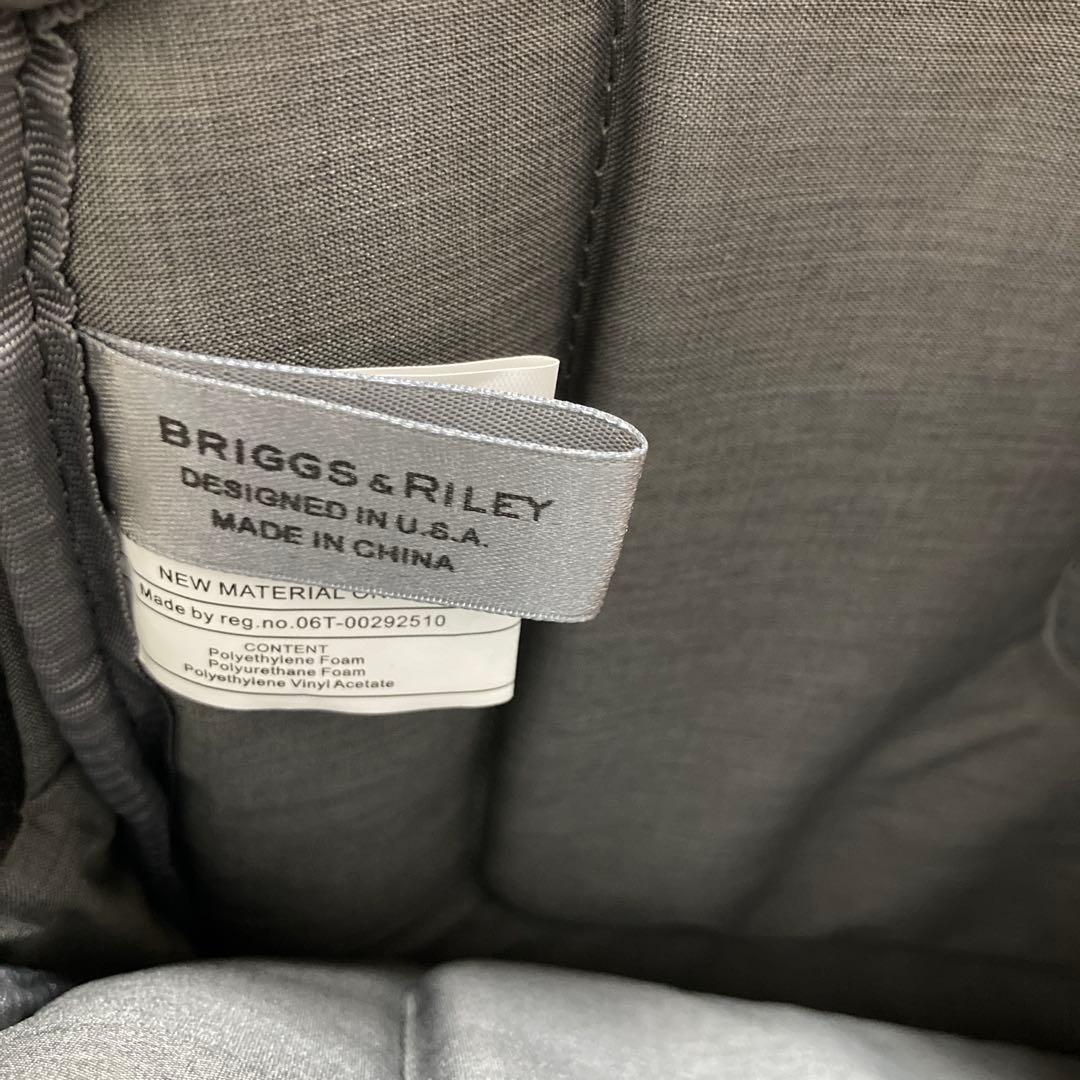 BRIGGS & RILEY
DESIGNED IN U.S.A.
MADE IN CHINA
NEW MATERIAL
Made by reg.no.06T-00292510
CONTENT
Polyethylene Foam
Polyurethane Foam
Polyethylene Vinyl Acetate